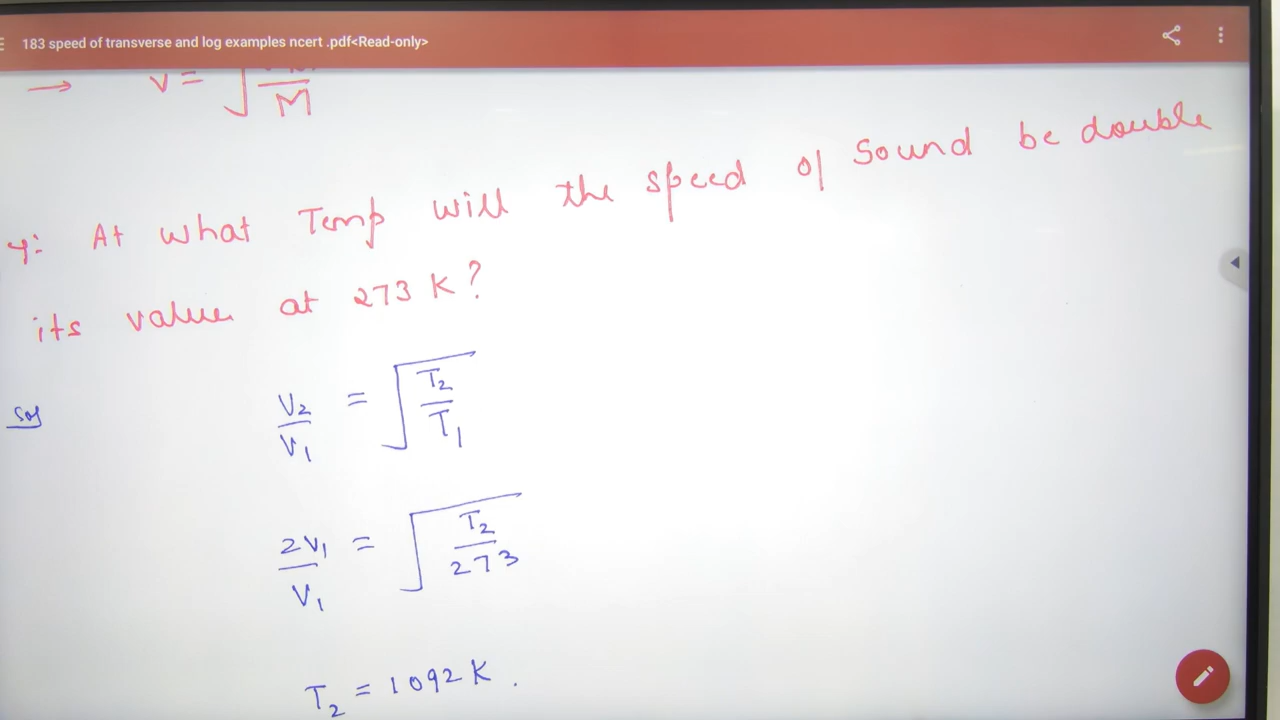 183 speed of transverse and log examples ncert .pdf<Read-only>
→ v = √ M
4: At what Temp will the speed of sound be double
its value at 273 K?
Sol
V₂/V₁ = √(T₂/T₁)
2V₁/V₁ = √(T₂/273)
T₂ = 1092 K.